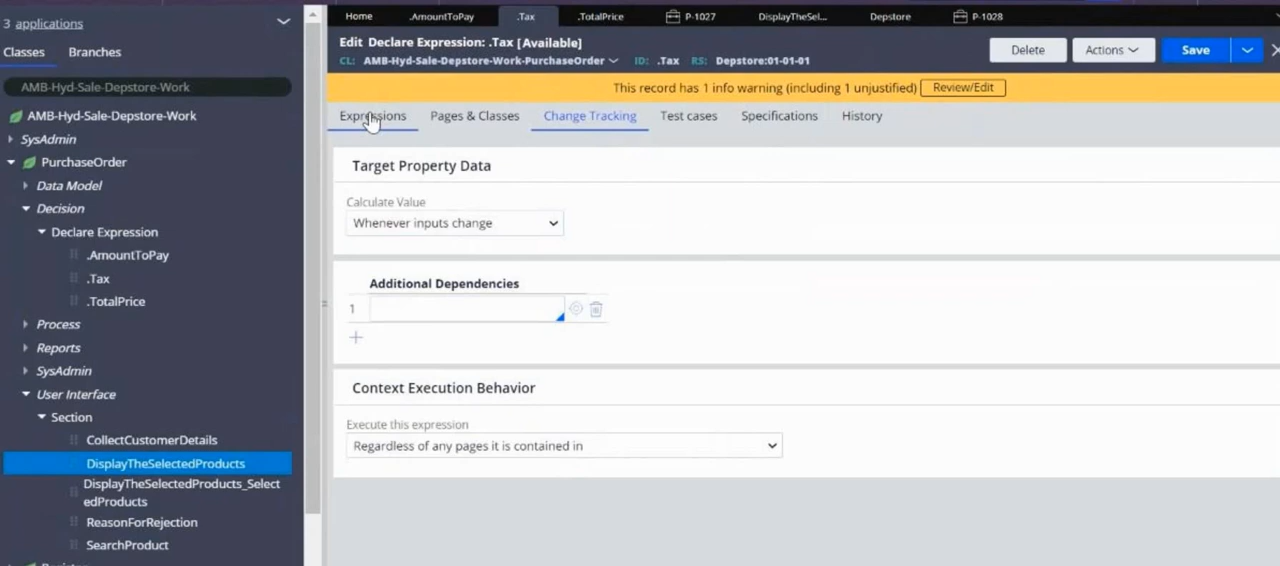 3 applications
Classes Branches
AMB-Hyd-Sale-Depstore-Work
AMB-Hyd-Sale-Depstore-Work
SysAdmin
PurchaseOrder
Data Model
Decision
Declare Expression
.AmountToPay
.Tax
.TotalPrice
Process
Reports
SysAdmin
User Interface
Section
CollectCustomerDetails
DisplayTheSelectedProducts
DisplayTheSelectedProducts_Select
edProducts
ReasonForRejection
SearchProduct
Home .AmountToPay .Tax .TotalPrice P-1027 DisplayTheSel... Depstore P-1028
Edit Declare Expression: .Tax [Available]
CL: AMB-Hyd-Sale-Depstore-Work-PurchaseOrder ID: .Tax RS: Depstore:01-01-01
Delete Actions Save
This record has 1 info warning (including 1 unjustified) Review/Edit
Expressions Pages & Classes Change Tracking Test cases Specifications History
Target Property Data
Calculate Value
Whenever inputs change
Additional Dependencies
1
Context Execution Behavior
Execute this expression
Regardless of any pages it is contained in